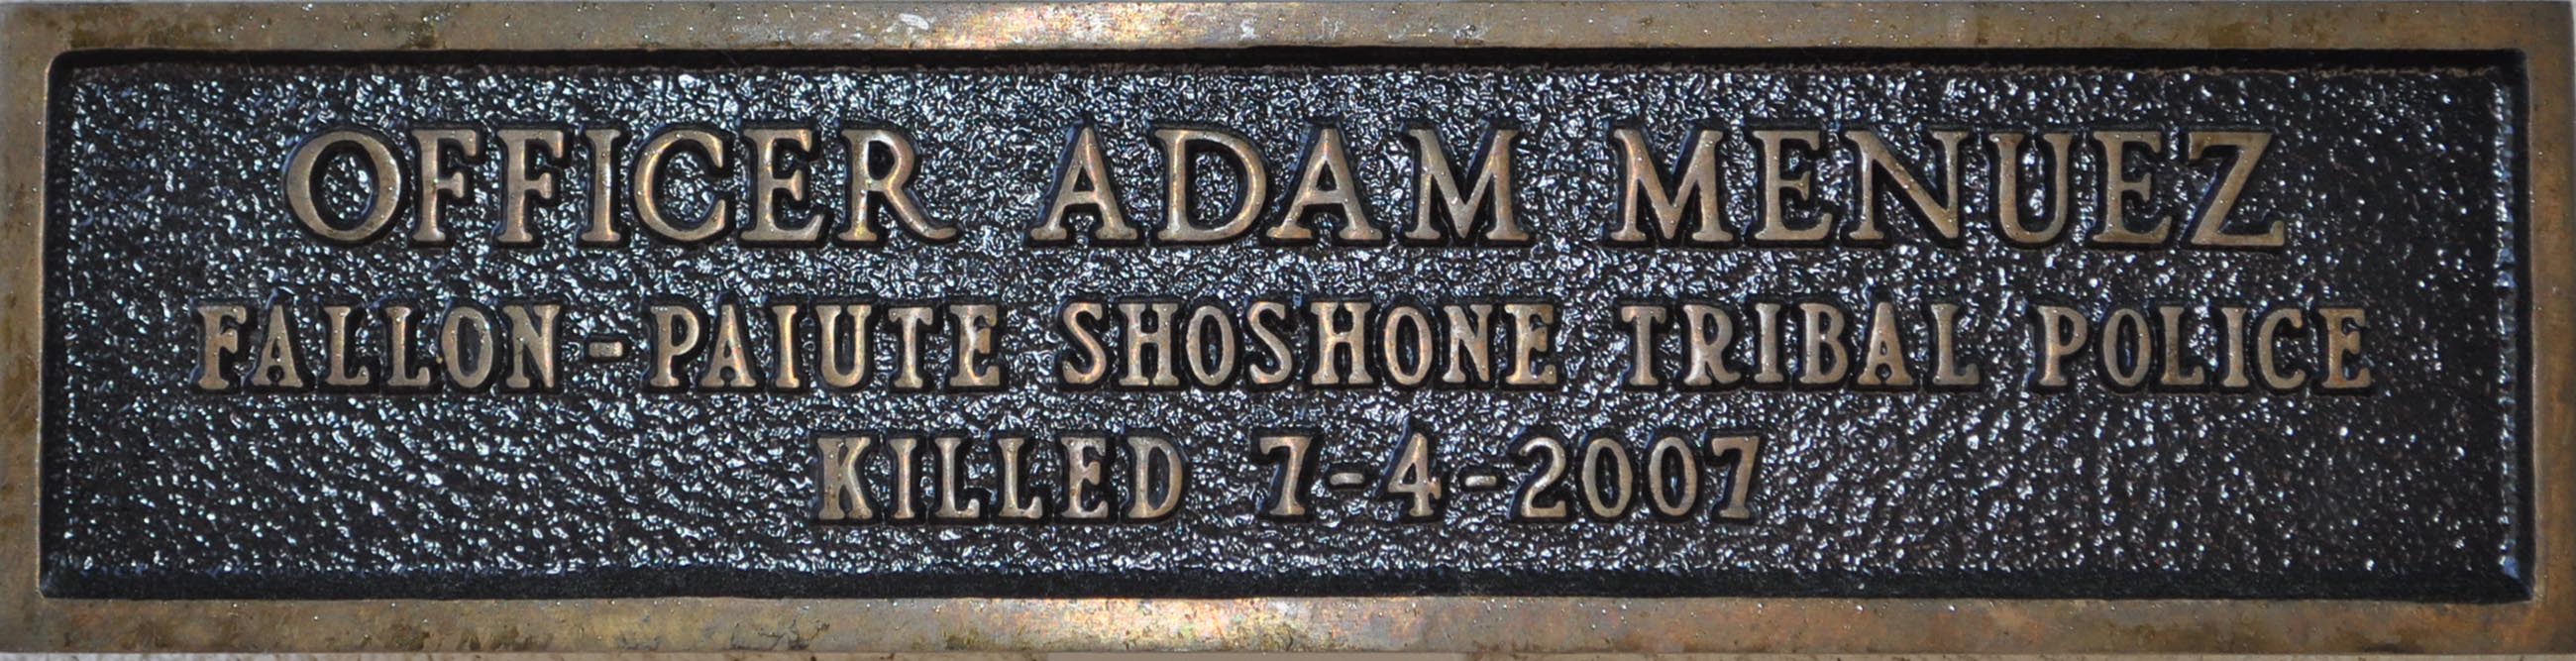 OFFICER ADAM MENUEZ
FALLON-PAIUTE SHOSHONE TRIBAL POLICE
KILLED 7-4-2007